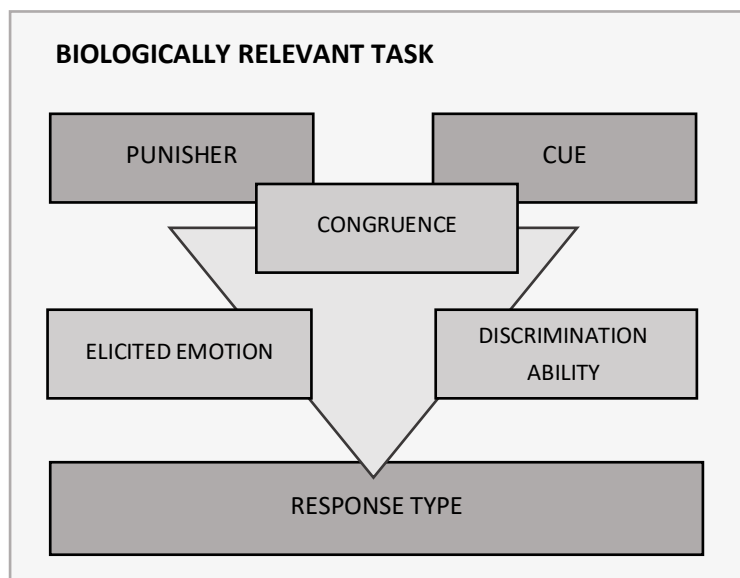 BIOLOGICALLY RELEVANT TASK
PUNISHER
CUE
CONGRUENCE
ELICITED EMOTION
DISCRIMINATION
ABILITY
RESPONSE TYPE